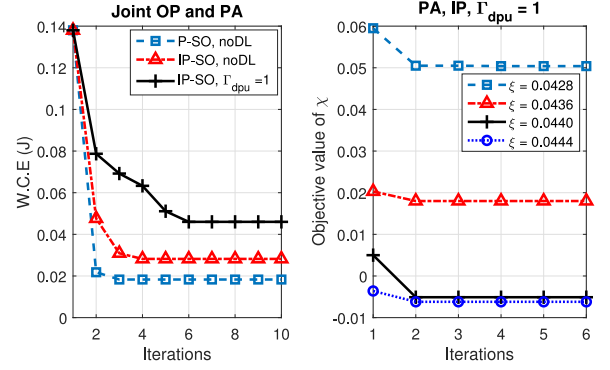 Joint OP and PA
0.14
0.12
0.1
0.08
0.06
0.04
0.02
0
W.C.E (J)
P-SO, noDL
IP-SO, noDL
IP-SO, Γdpu =1
2
4
6
8
10
Iterations
PA, IP, Γdpu = 1
0.06
0.05
0.04
0.03
0.02
0.01
0
-0.01
Objective value of χ
ξ = 0.0428
ξ = 0.0436
ξ = 0.0440
ξ = 0.0444
1
2
3
4
5
6
Iterations